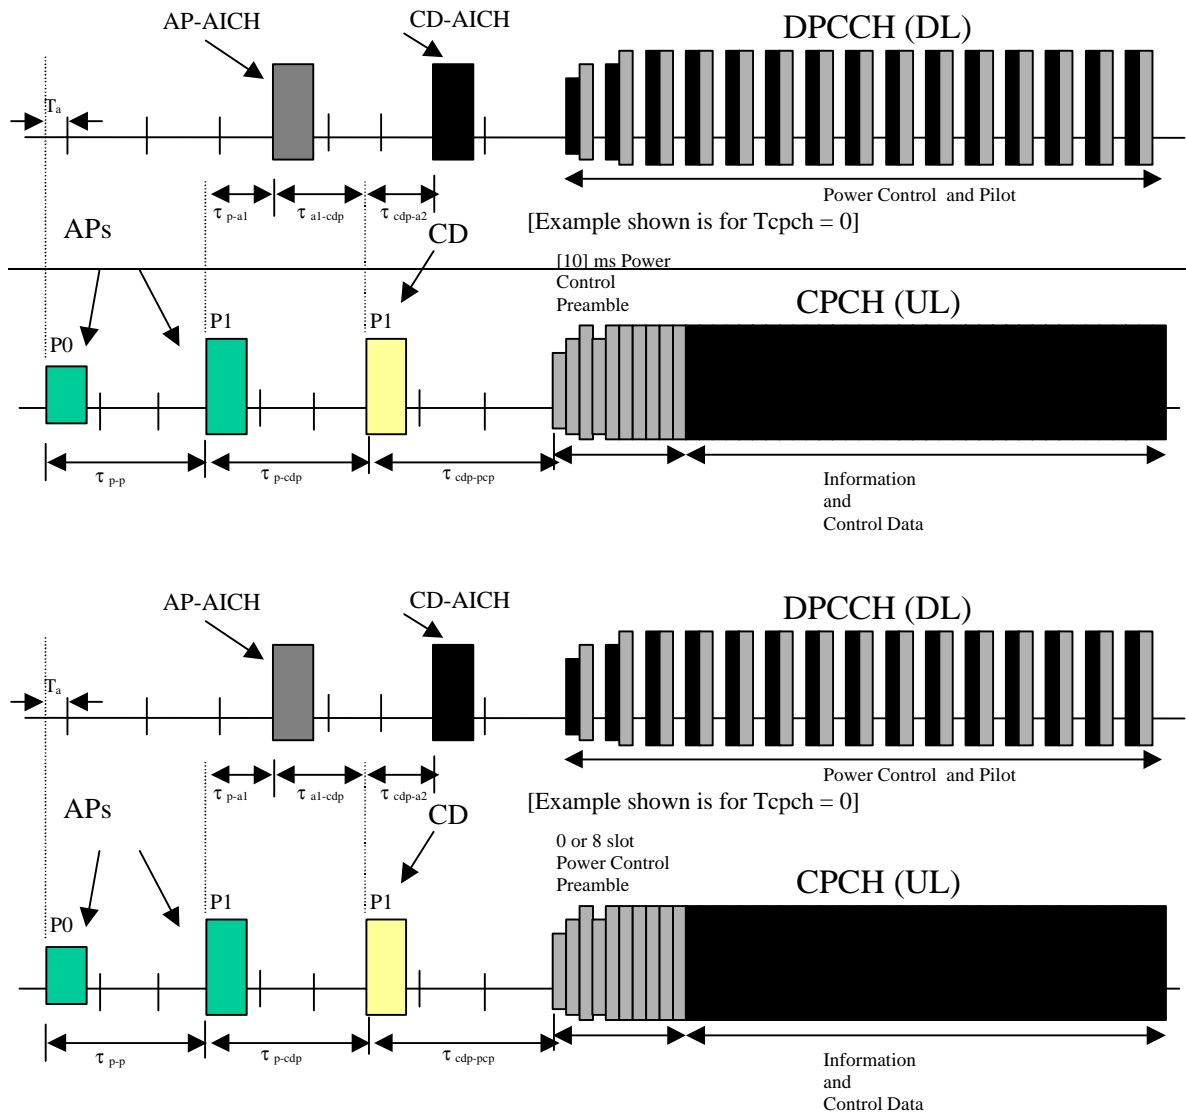 AP-AICH
CD-AICH
DPCCH (DL)
Ta
Power Control and Pilot
τ p-a1
τ a1-cdp
τ cdp-a2
[Example shown is for Tcpch = 0]
APs
CD
[10] ms Power
Control
Preamble
CPCH (UL)
P0
P1
P1
τ p-p
τ p-cdp
τ cdp-pcp
Information
and
Control Data
AP-AICH
CD-AICH
DPCCH (DL)
Ta
Power Control and Pilot
τ p-a1
τ a1-cdp
τ cdp-a2
[Example shown is for Tcpch = 0]
APs
CD
0 or 8 slot
Power Control
Preamble
CPCH (UL)
P0
P1
P1
τ p-p
τ p-cdp
τ cdp-pcp
Information
and
Control Data